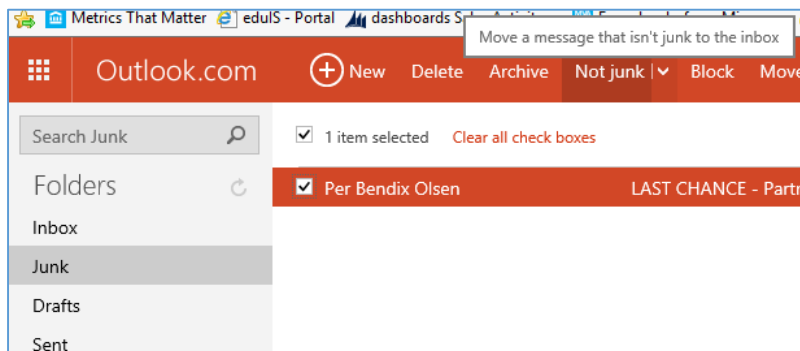 Metrics That Matter eduIS - Portal dashboards
Move a message that isn't junk to the inbox
Outlook.com New Delete Archive Not junk Block Move
Search Junk
1 item selected Clear all check boxes
Folders
Per Bendix Olsen LAST CHANCE - Partn
Inbox
Junk
Drafts
Sent